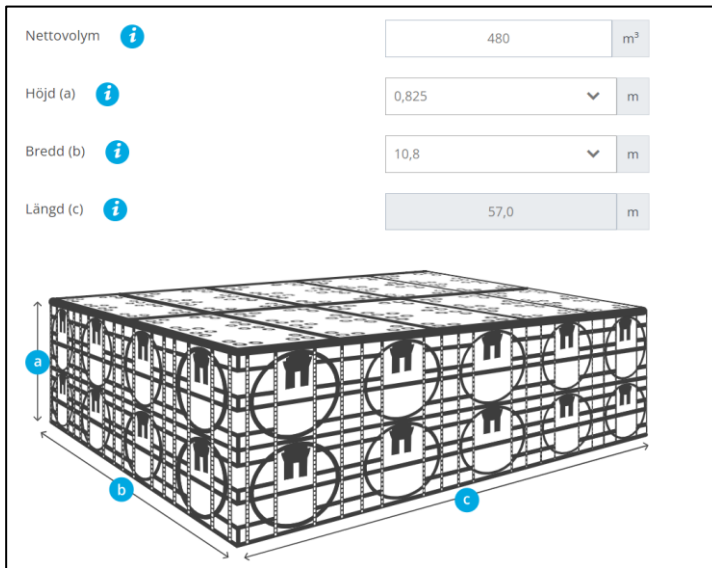 Nettovolym i 480 m³
Höjd (a) i 0,825 m
Bredd (b) i 10,8 m
Längd (c) i 57,0 m
a
b
c